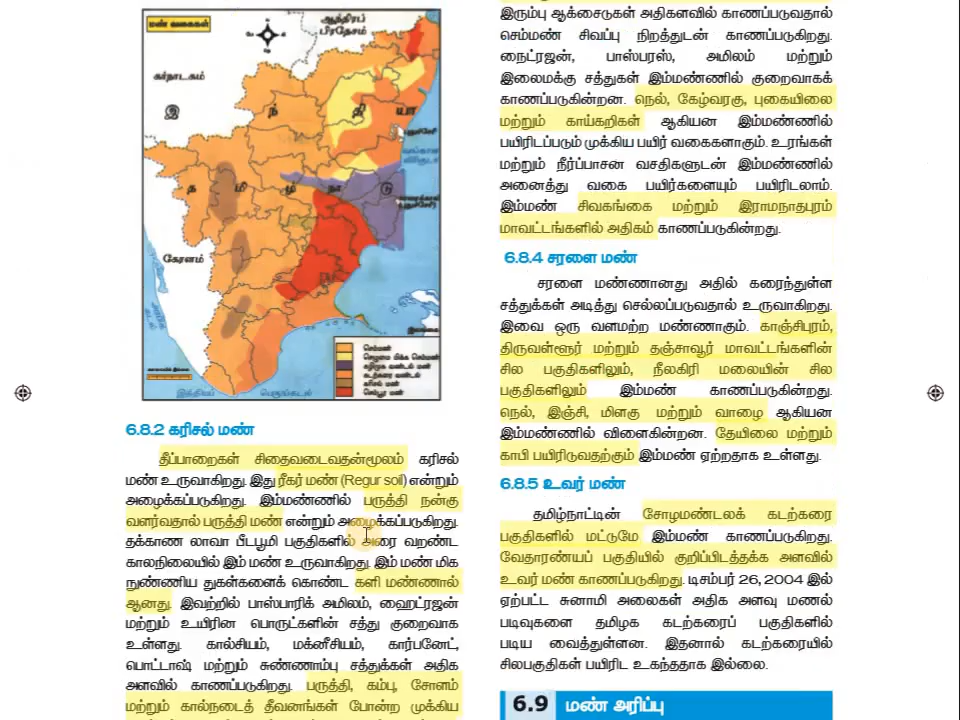 மண் வகைகள்
ஆந்திரப்
பிரதேசம்
கர்நாடகம்
இ ந் தி யா
த மி ழ் நா டு
கேரளம்
இந்தியப் பெருங்கடல்
செம்மண்
கடற்கரை வண்டல்
கரிசல் மண்
6.8.2 கரிசல் மண்
தீப்பாறைகள் சிதைவடைவதன்மூலம் கரிசல்
மண் உருவாகிறது. இது ரீகர் மண் (Regur soil) என்றும்
அழைக்கப்படுகிறது. இம்மண்ணில் பருத்தி நன்கு
வளர்வதால் பருத்தி மண் என்றும் அழைக்கப்படுகிறது.
தக்காண லாவா பீடபூமி பகுதிகளில் அரை வறண்ட
காலநிலையில் இம் மண் உருவாகிறது. இம் மண் மிக
நுண்ணிய துகள்களைக் கொண்ட களி மண்ணால்
ஆனது. இவற்றில் பாஸ்பாரிக் அமிலம், ஹைட்ரஜன்
மற்றும் உயிரின பொருட்களின் சத்து குறைவாக
உள்ளது. கால்சியம், மக்னீசியம், கார்பனேட்,
பொட்டாஷ் மற்றும் சுண்ணாம்பு சத்துக்கள் அதிக
அளவில் காணப்படுகிறது. பருத்தி, கம்பு, சோளம்
மற்றும் கால்நடைத் தீவனங்கள் போன்ற முக்கிய
இரும்பு ஆக்சைடுகள் அதிகளவில் காணப்படுவதால்
செம்மண் சிவப்பு நிறத்துடன் காணப்படுகிறது.
நைட்ரஜன், பாஸ்பரஸ், அமிலம் மற்றும்
இலைமக்கு சத்துகள் இம்மண்ணில் குறைவாகக்
காணப்படுகின்றன. நெல், கேழ்வரகு, புகையிலை
மற்றும் காய்கறிகள் ஆகியன இம்மண்ணில்
பயிரிடப்படும் முக்கிய பயிர் வகைகளாகும். உரங்கள்
மற்றும் நீர்ப்பாசன வசதிகளுடன் இம்மண்ணில்
அனைத்து வகை பயிர்களையும் பயிரிடலாம்.
இம்மண் சிவகங்கை மற்றும் இராமநாதபுரம்
மாவட்டங்களில் அதிகம் காணப்படுகின்றது.
6.8.4 சரளை மண்
சரளை மண்ணானது அதில் கரைந்துள்ள
சத்துக்கள் அடித்து செல்லப்படுவதால் உருவாகிறது.
இவை ஒரு வளமற்ற மண்ணாகும். காஞ்சிபுரம்,
திருவள்ளூர் மற்றும் தஞ்சாவூர் மாவட்டங்களின்
சில பகுதிகளிலும், நீலகிரி மலையின் சில
பகுதிகளிலும் இம்மண் காணப்படுகின்றது.
நெல், இஞ்சி, மிளகு மற்றும் வாழை ஆகியன
இம்மண்ணில் விளைகின்றன. தேயிலை மற்றும்
காபி பயிரிடுவதற்கும் இம்மண் ஏற்றதாக உள்ளது.
6.8.5 உவர் மண்
தமிழ்நாட்டின் சோழமண்டலக் கடற்கரை
பகுதிகளில் மட்டுமே இம்மண் காணப்படுகின்றது.
வேதாரண்யப் பகுதியில் குறிப்பிடத்தக்க அளவில்
உவர் மண் காணப்படுகிறது. டிசம்பர் 26, 2004 இல்
ஏற்பட்ட சுனாமி அலைகள் அதிக அளவு மணல்
படிவுகளை தமிழக கடற்கரைப் பகுதிகளில்
படிய வைத்துள்ளன. இதனால் கடற்கரையில்
சிலபகுதிகள் பயிரிட உகந்ததாக இல்லை.
6.9 மண் அரிப்பு